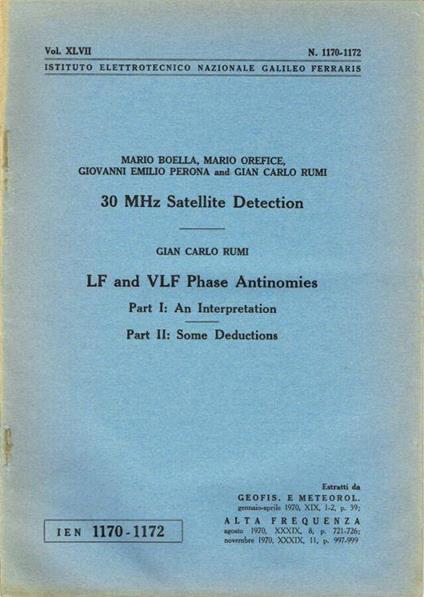 Vol. XLVII N. 1170-1172
ISTITUTO ELETTROTECNICO NAZIONALE GALILEO FERRARIS
MARIO BOELLA, MARIO OREFICE,
GIOVANNI EMILIO PERONA and GIAN CARLO RUMI
30 MHz Satellite Detection
GIAN CARLO RUMI
LF and VLF Phase Antinomies
Part I: An Interpretation
Part II: Some Deductions
Estratti da
GEOFIS. E METEOROL.
gennaio-aprile 1970, XIX, 1-2, p. 39;
ALTA FREQUENZA
agosto 1970, XXXIX, 8, p. 721-726;
novembre 1970, XXXIX, 11, p. 997-999
IEN 1170-1172